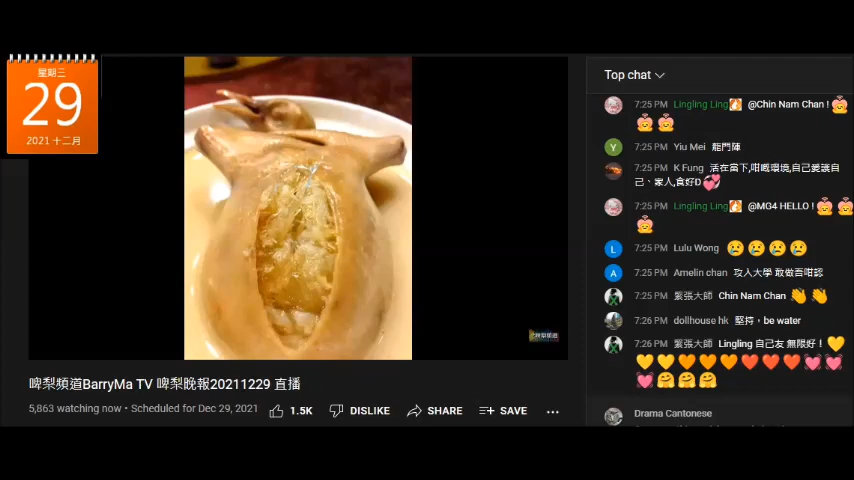 星期三
29
2021 十二月
啤梨頻道BarryMa TV 啤梨晚報20211229 直播
5,863 watching now • Scheduled for Dec 29, 2021
1.5K
DISLIKE
SHARE
SAVE
Top chat
7:25 PM Lingling Ling @Chin Nam Chan !
7:25 PM Yiu Mei 龍門陣
7:25 PM K Fung 活在當下,咁嘅環境,自己愛護自
己、家人,食好D
7:25 PM Lingling Ling @MG4 HELLO !
7:25 PM Lulu Wong
7:25 PM Amelin chan 攻入大學 敢做吾咁認
7:25 PM 緊張大師 Chin Nam Chan
7:26 PM dollhouse hk 堅持，be water
7:26 PM 緊張大師 Lingling 自己友 無限好！
Drama Cantonese